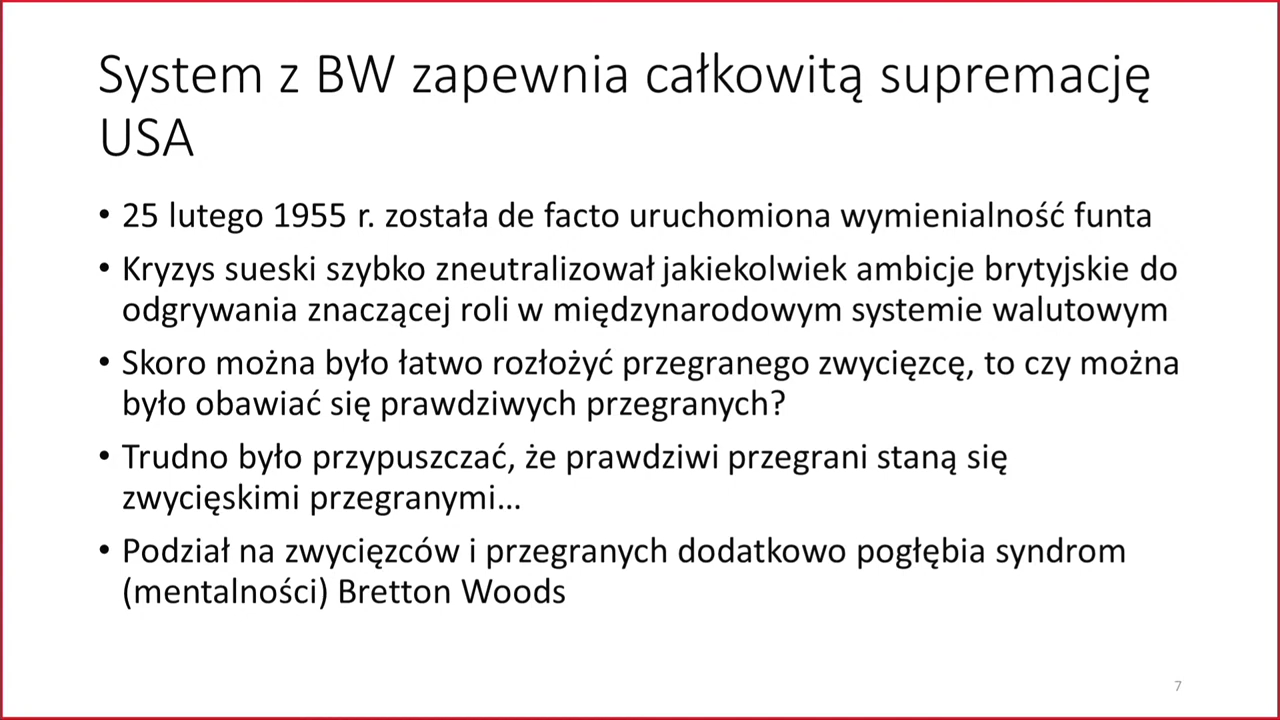 System z BW zapewnia całkowitą supremację
USA
• 25 lutego 1955 r. została de facto uruchomiona wymienialność funta
• Kryzys sueski szybko zneutralizował jakiekolwiek ambicje brytyjskie do
odgrywania znaczącej roli w międzynarodowym systemie walutowym
• Skoro można było łatwo rozłożyć przegranego zwycięzcę, to czy można
było obawiać się prawdziwych przegranych?
• Trudno było przypuszczać, że prawdziwi przegrani staną się
zwycięskimi przegranymi...
• Podział na zwycięzców i przegranych dodatkowo pogłębia syndrom
(mentalności) Bretton Woods
7